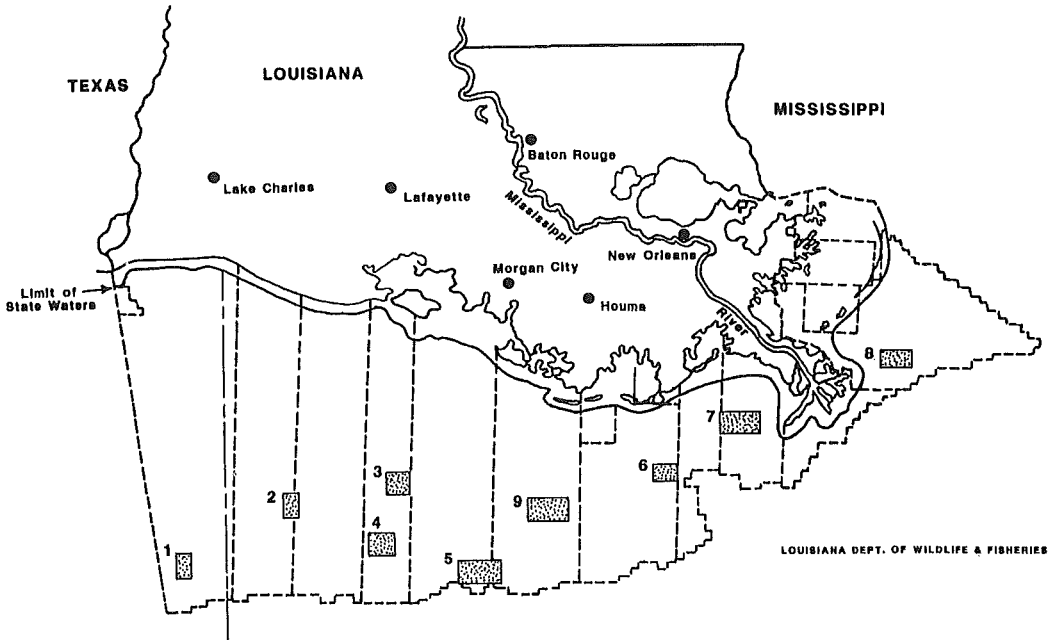 TEXAS
LOUISIANA
MISSISSIPPI
Baton Rouge
Lake Charles
Lafayette
Mississippi
New Orleans
Morgan City
Houma
River
Limit of
State Waters
8
7
3
6
2
9
4
1
5
LOUISIANA DEPT. OF WILDLIFE & FISHERIES